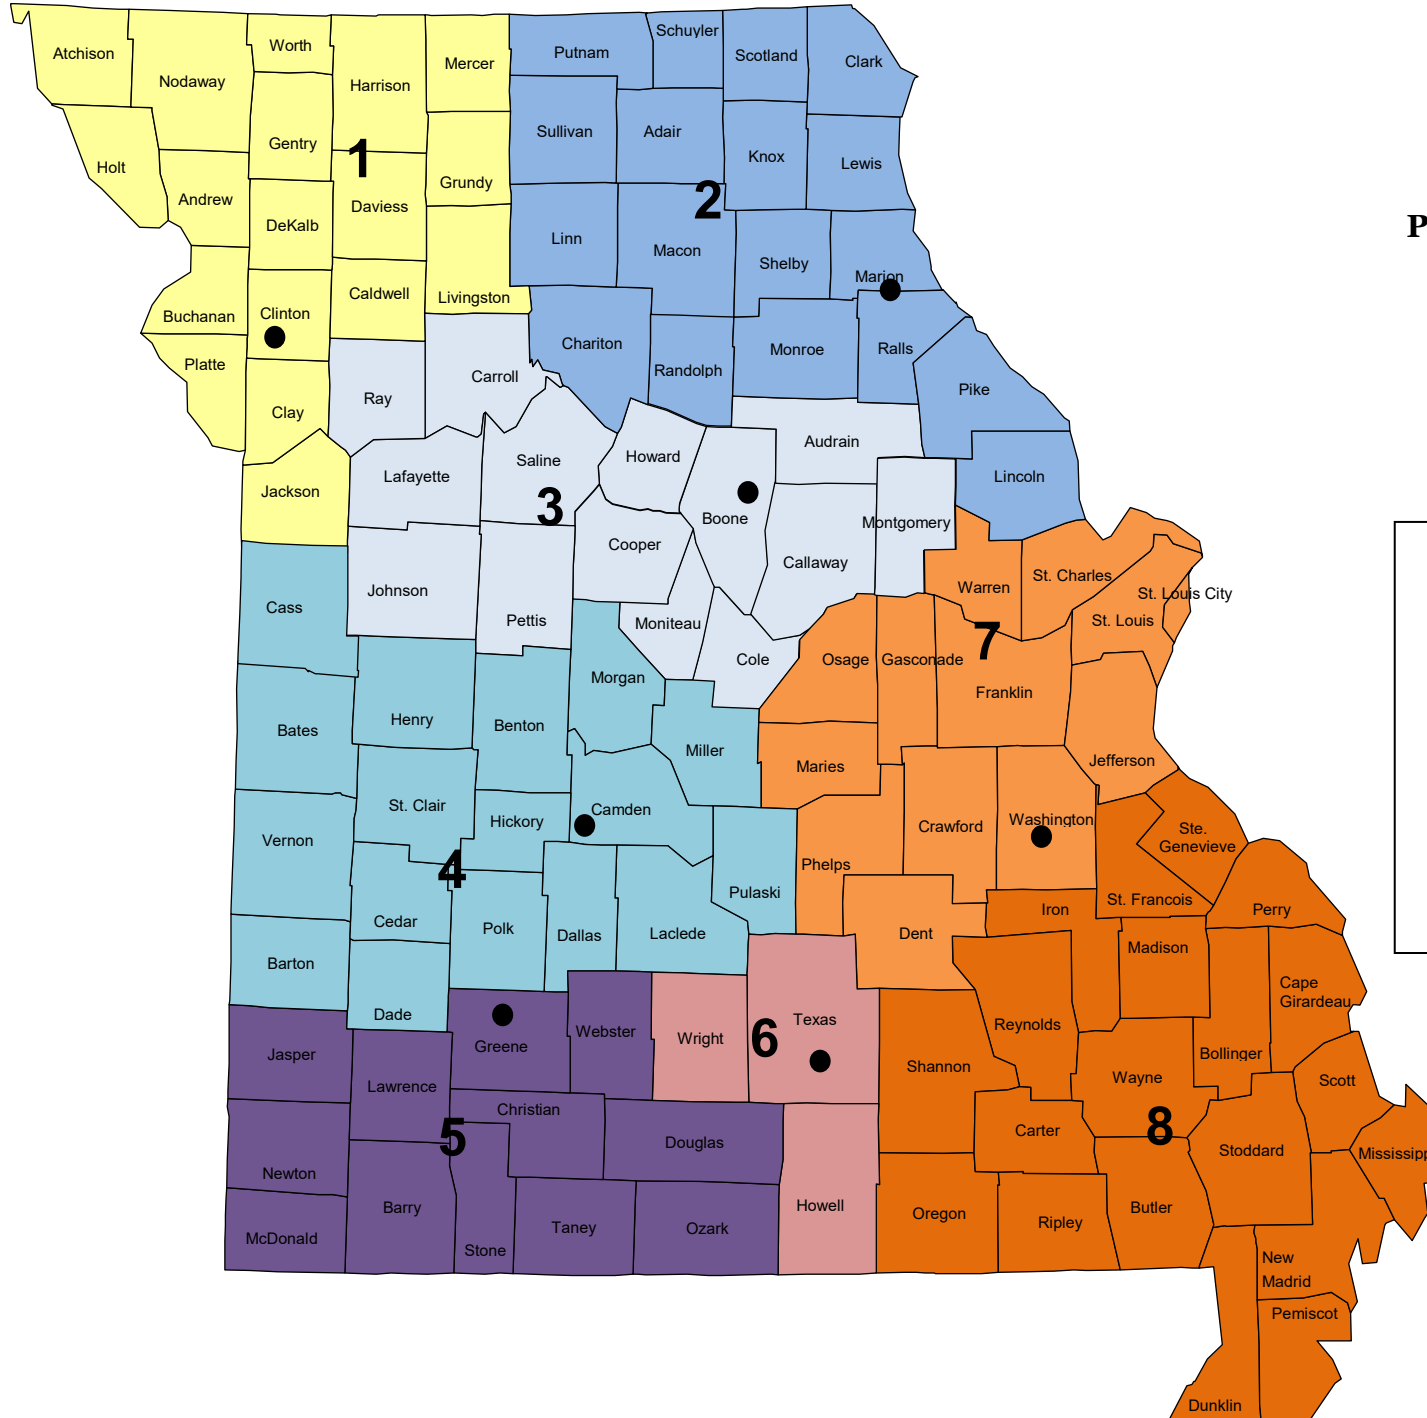 Schuyler
Atchison
Worth
Putnam
Scotland
Clark
Mercer
Nodaway
Harrison
Sullivan
Adair
Gentry
1
Knox
Lewis
Holt
Grundy
Andrew
2
Daviess
P
DeKalb
Linn
Macon
Shelby
Marion
Caldwell
Livingston
Buchanan
Clinton
Chariton
Monroe
Ralls
Platte
Randolph
Carroll
Pike
Ray
Clay
Audrain
Howard
Saline
Lafayette
Lincoln
Jackson
3
Boone
Montgomery
Cooper
Callaway
St. Charles
Warren
Johnson
St. Louis City
Cass
Pettis
Moniteau
St. Louis
7
Cole
Osage
Gasconade
Morgan
Franklin
Henry
Benton
Bates
Miller
Jefferson
Maries
St. Clair
Camden
Hickory
Washington
Crawford
Ste.
Genevieve
Vernon
4
Phelps
Pulaski
St. Francois
Iron
Perry
Cedar
Polk
Dallas
Laclede
Dent
Madison
Barton
Cape
Girardeau
Dade
Texas
Reynolds
Webster
Wright
6
Greene
Jasper
Bollinger
Shannon
Wayne
Scott
Lawrence
Christian
8
Carter
5
Douglas
Stoddard
Mississipp
Newton
Howell
Barry
Butler
Oregon
Ripley
Taney
Ozark
McDonald
Stone
New
Madrid
Pemiscot
Dunklin